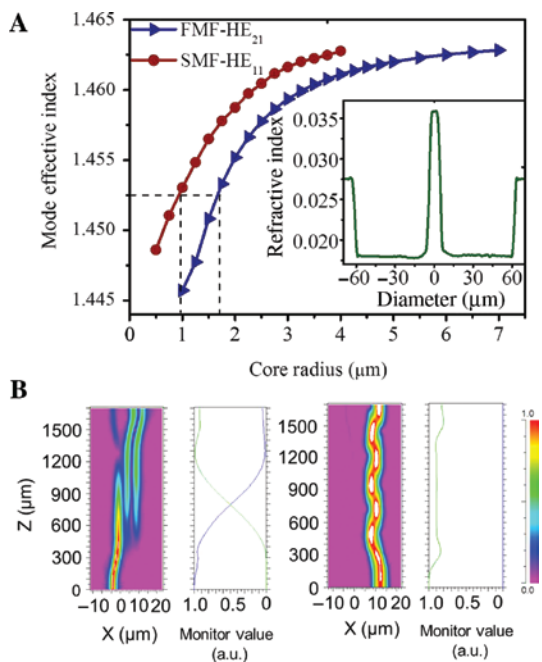 A
1.465
1.460
1.455
1.450
1.445
Mode effective index
FMF-HE21
SMF-HE11
0.035
0.030
0.025
0.020
Refractive index
−60 −30 0 30 60
Diameter (μm)
0 1 2 3 4 5 6 7
Core radius (μm)
B
1500
1200
900
600
300
0
Z (μm)
−10 0 10 20
X (μm)
1.0 0.5 0
Monitor value
(a.u.)
1500
1200
900
600
300
0
−10 0 10 20
X (μm)
1.0 0.5 0
Monitor value
(a.u.)
1.0
0.0